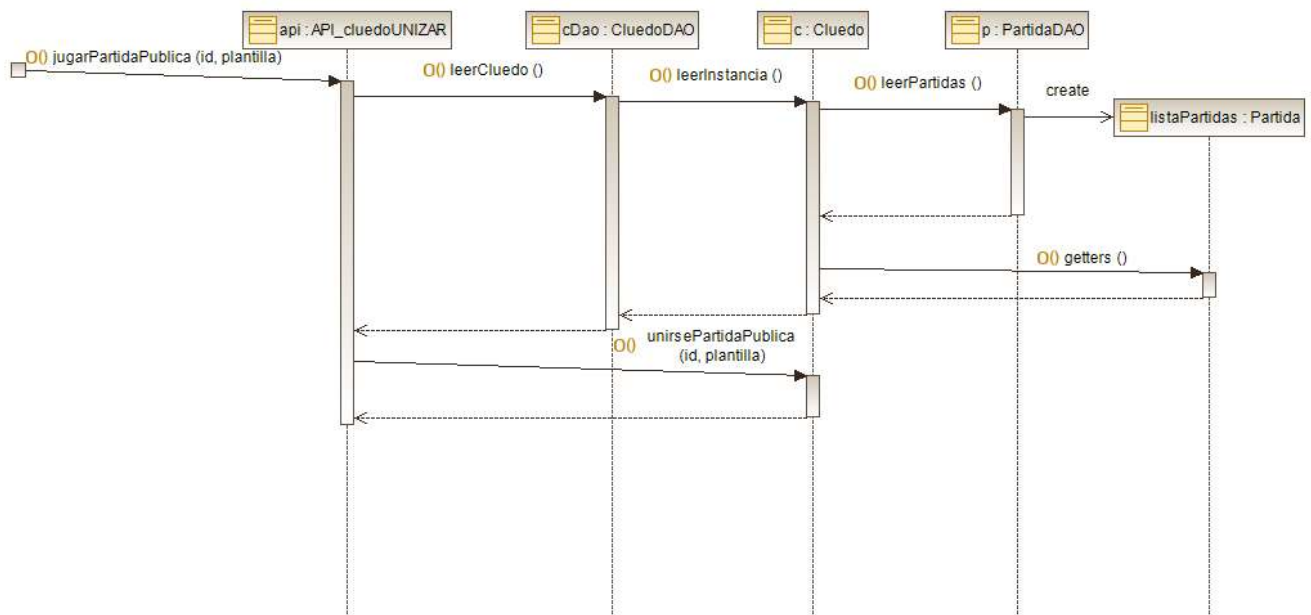 api : API_cluedoUNIZAR
cDao : CluedoDAO
c : Cluedo
p : PartidaDAO
O() jugarPartidaPublica (id, plantilla)
O() leerCluedo ()
O() leerInstancia ()
O() leerPartidas ()
create
listaPartidas : Partida
O() getters ()
O() unirsePartidaPublica
(id, plantilla)